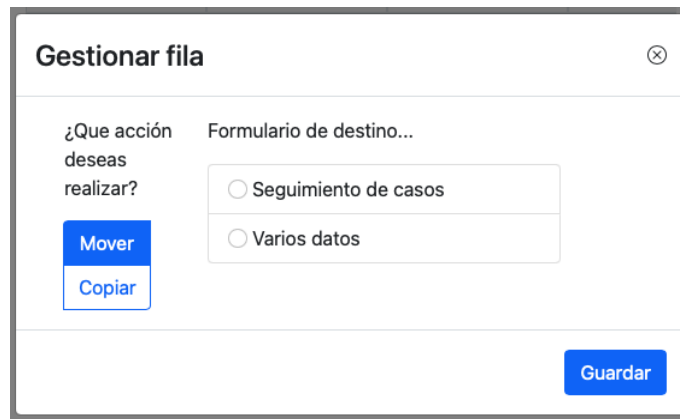 Gestionar fila
¿Que acción
deseas
realizar?
Mover
Copiar
Formulario de destino...
Seguimiento de casos
Varios datos
Guardar